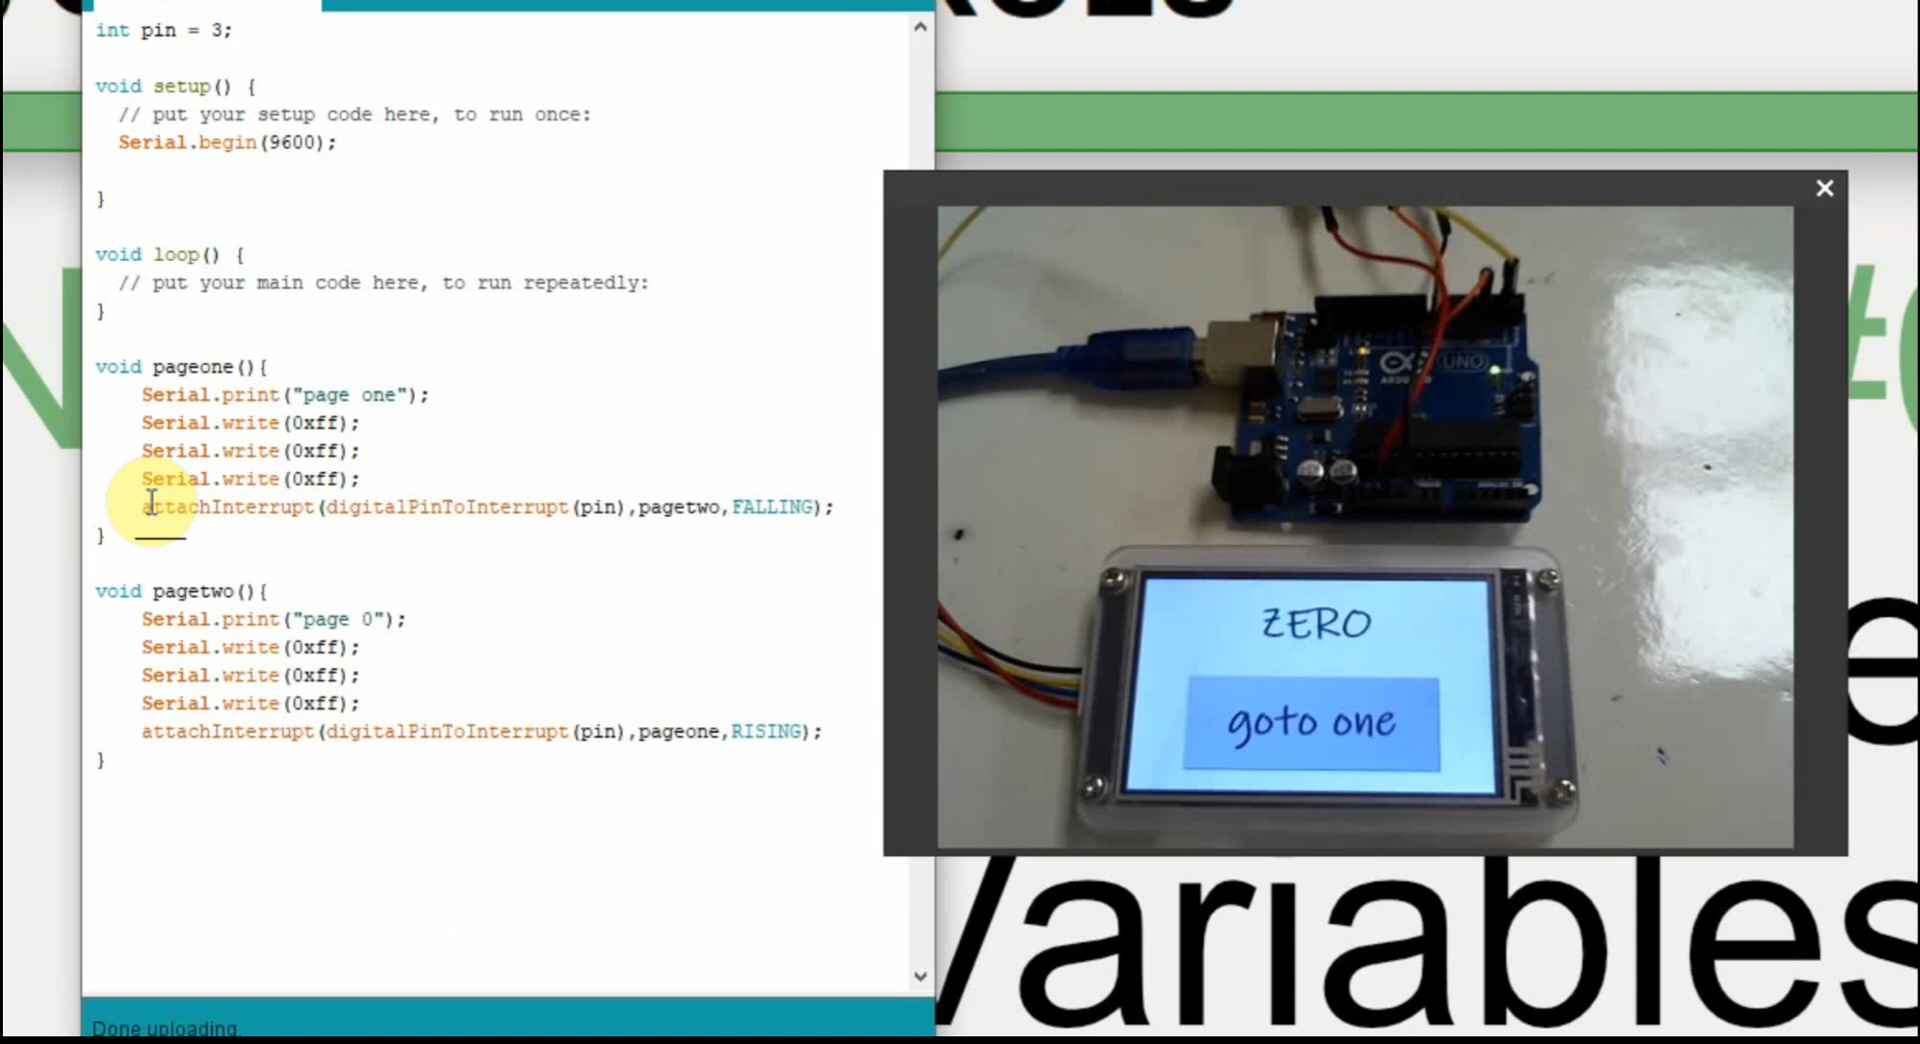 int pin = 3;
void setup() {
// put your setup code here, to run once:
Serial.begin(9600);
}
void loop() {
// put your main code here, to run repeatedly:
}
void pageone(){
Serial.print("page one");
Serial.write(0xff);
Serial.write(0xff);
Serial.write(0xff);
attachInterrupt(digitalPinToInterrupt(pin),pagetwo,FALLING);
}
void pagetwo(){
Serial.print("page 0");
Serial.write(0xff);
Serial.write(0xff);
Serial.write(0xff);
attachInterrupt(digitalPinToInterrupt(pin),pageone,RISING);
}
Done uploading.
UNO
ZERO
goto one
Variables